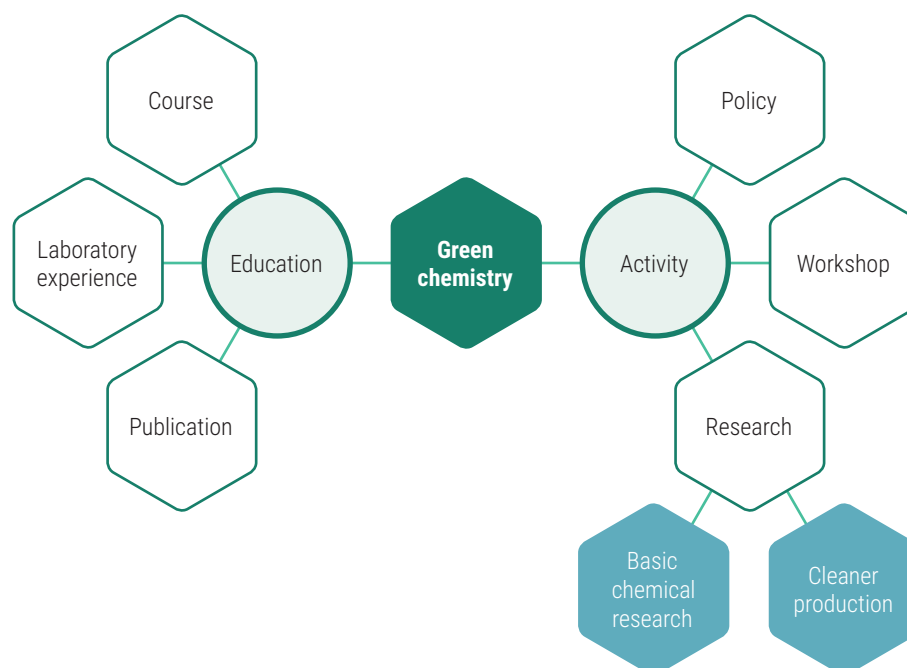 Course
Policy
Laboratory
experience
Education
Green
chemistry
Activity
Workshop
Publication
Research
Basic
chemical
research
Cleaner
production